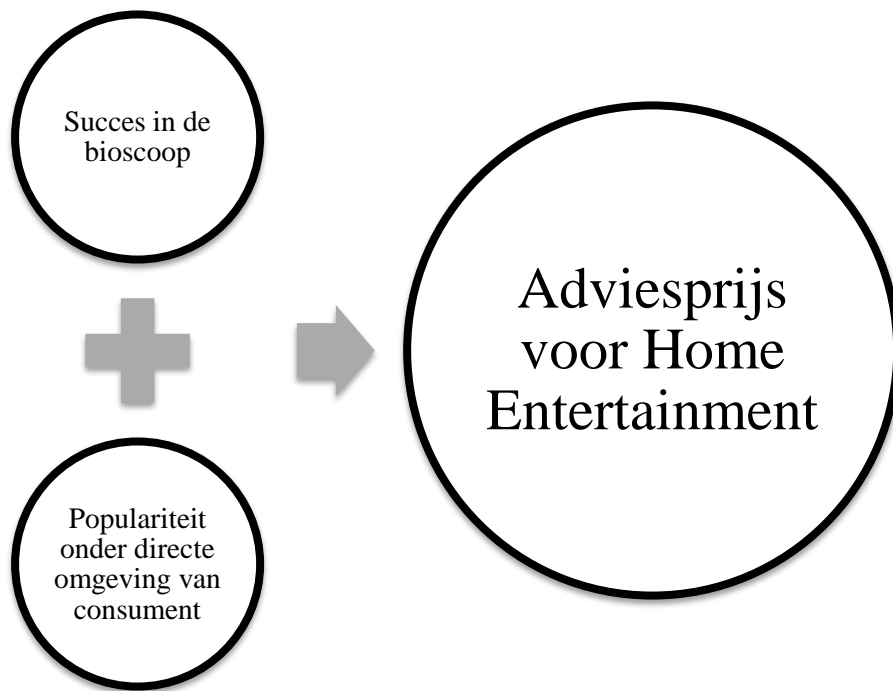 Succes in de
bioscoop
Populariteit
onder directe
omgeving van
consument
Adviesprijs
voor Home
Entertainment